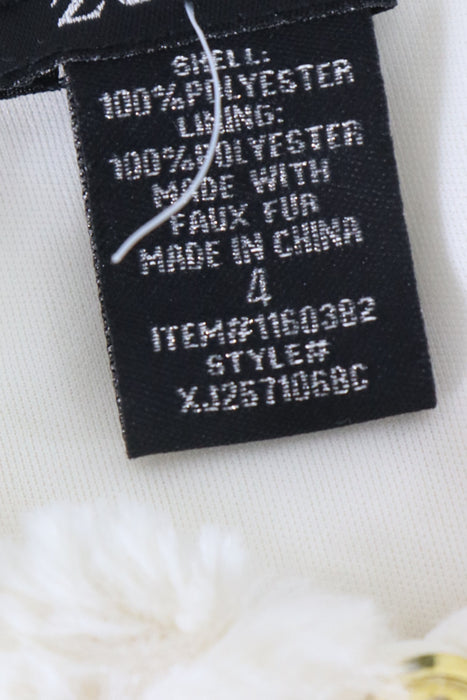 SHELL:
100%POLYESTER
LINING:
100%POLYESTER
MADE WITH
FAUX FUR
MADE IN CHINA
4
ITEM#1160382
STYLE#
XJ2571068C